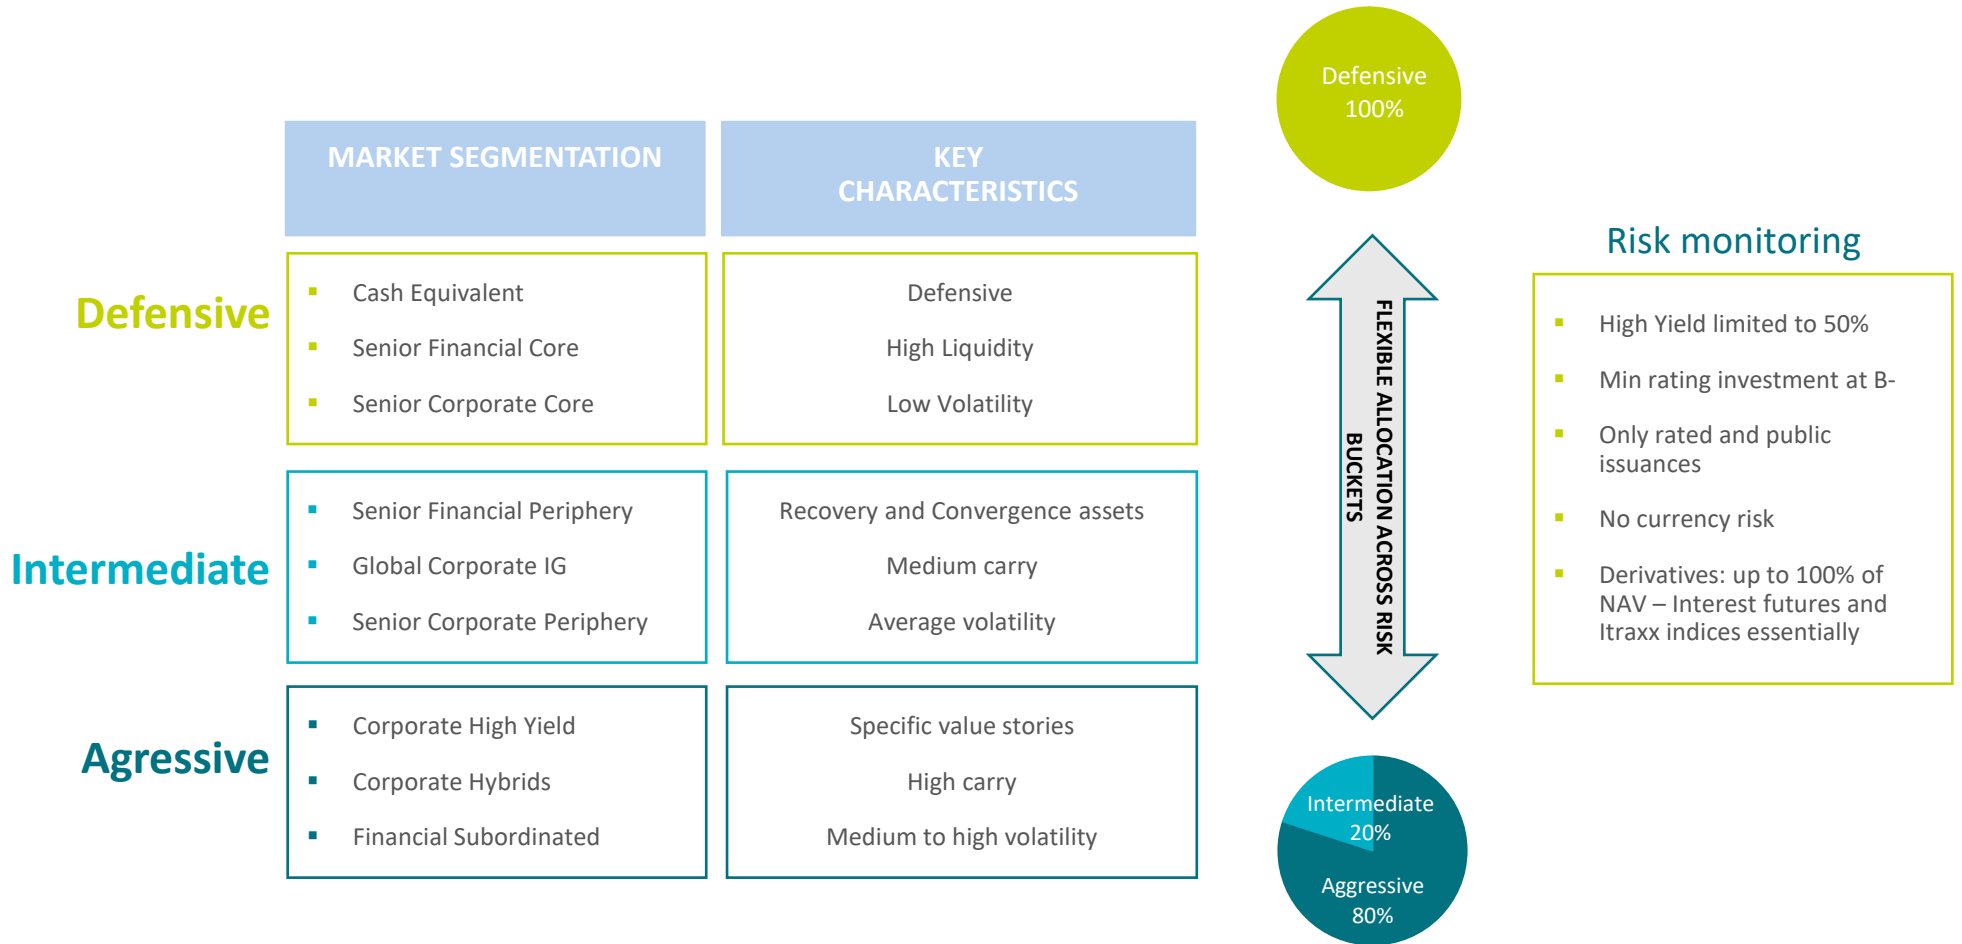 Defensive
100%
MARKET SEGMENTATION
KEY
CHARACTERISTICS
Defensive
▪ Cash Equivalent
▪ Senior Financial Core
▪ Senior Corporate Core
Defensive
High Liquidity
Low Volatility
Intermediate
▪ Senior Financial Periphery
▪ Global Corporate IG
▪ Senior Corporate Periphery
Recovery and Convergence assets
Medium carry
Average volatility
Agressive
▪ Corporate High Yield
▪ Corporate Hybrids
▪ Financial Subordinated
Specific value stories
High carry
Medium to high volatility
FLEXIBLE ALLOCATION ACROSS RISK
BUCKETS
Intermediate
20%
Aggressive
80%
Risk monitoring
▪ High Yield limited to 50%
▪ Min rating investment at B-
▪ Only rated and public
issuances
▪ No currency risk
▪ Derivatives: up to 100% of
NAV – Interest futures and
Itraxx indices essentially